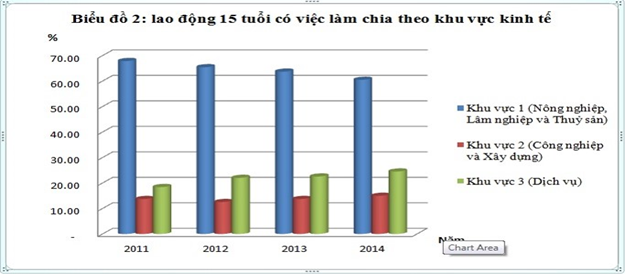 Biểu đồ 2: lao động 15 tuổi có việc làm chia theo khu vực kinh tế
%
70.00
60.00
50.00
40.00
30.00
20.00
10.00
-
2011 2012 2013 2014
Năm
Chart Area
Khu vực 1 (Nông nghiệp,
Lâm nghiệp và Thuỷ sản)
Khu vực 2 (Công nghiệp
và Xây dựng)
Khu vực 3 (Dịch vụ)